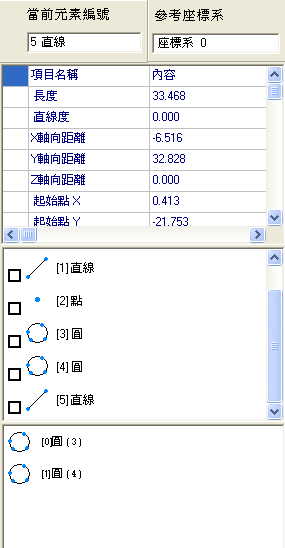 當前元素編號
參考座標系
5 直線
座標系 0
項目名稱 內容
長度 33.468
直線度 0.000
X軸向距離 -6.516
Y軸向距離 32.828
Z軸向距離 0.000
起始點 X 0.413
起始點 Y -21.753
[1]直線
[2]點
[3]圓
[4]圓
[5]直線
[0]圓 ( 3 )
[1]圓 ( 4 )